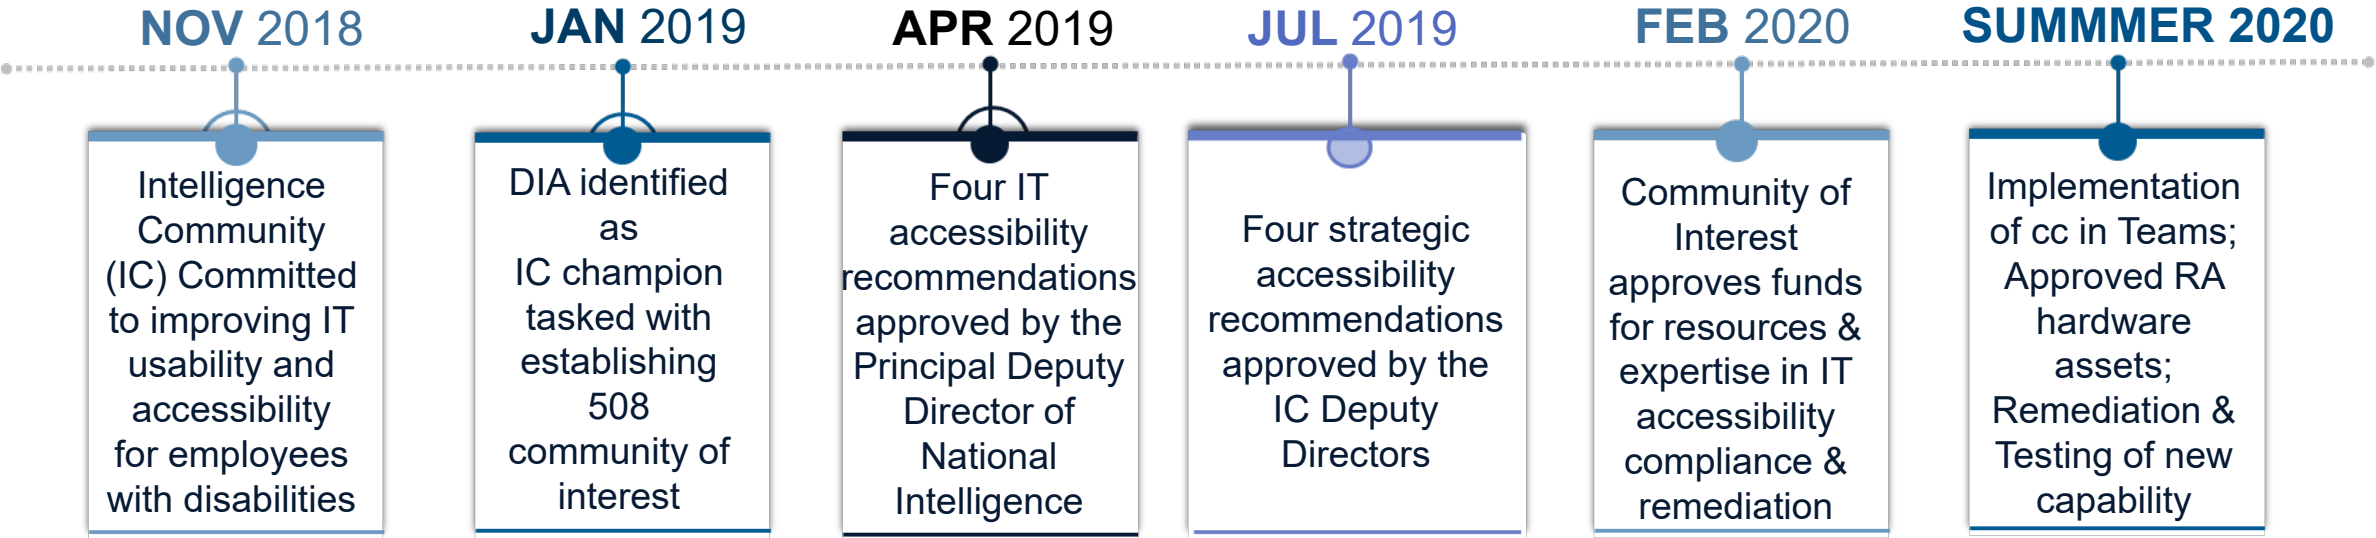 NOV 2018
Intelligence
Community
(IC) Committed
to improving IT
usability and
accessibility
for employees
with disabilities
JAN 2019
DIA identified
as
IC champion
tasked with
establishing
508
community of
interest
APR 2019
Four IT
accessibility
recommendations
approved by the
Principal Deputy
Director of
National
Intelligence
JUL 2019
Four strategic
accessibility
recommendations
approved by the
IC Deputy
Directors
FEB 2020
Community of
Interest
approves funds
for resources &
expertise in IT
accessibility
compliance &
remediation
SUMMMER 2020
Implementation
of cc in Teams;
Approved RA
hardware
assets;
Remediation &
Testing of new
capability